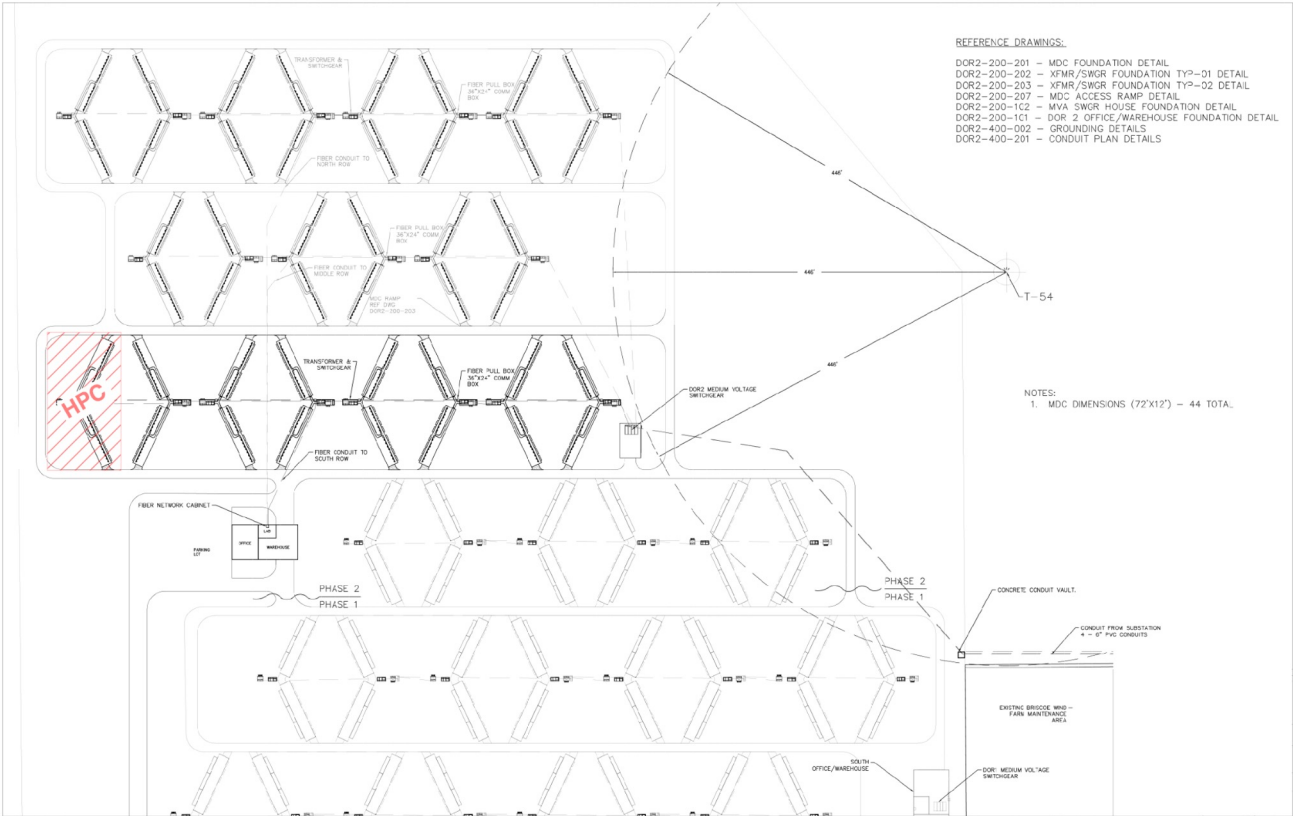 REFERENCE DRAWINGS:
DOR2-200-201 - MDC FOUNDATION DETAIL
DOR2-200-202 - XFMR/SWGR FOUNDATION TYP-01 DETAIL
DOR2-200-203 - XFMR/SWGR FOUNDATION TYP-02 DETAIL
DOR2-200-207 - MDC ACCESS RAMP DETAIL
DOR2-200-1C2 - MVA SWGR HOUSE FOUNDATION DETAIL
DOR2-200-1C1 - DOR 2 OFFICE/WAREHOUSE FOUNDATION DETAIL
DOR2-400-002 - GROUNDING DETAILS
DOR2-400-201 - CONDUIT PLAN DETAILS
TRANSFORMER &
SWITCHGEAR
FIBER PULL BOX
36"X24" COMM
BOX
FIBER CONDUIT TO
NORTH ROW
446'
FIBER PULL BOX
36"X24" COMM
BOX
FIBER CONDUIT TO
MIDDLE ROW
446'
T-54
MDC RAMP
REF DWG
DOR2-200-203
HPC
TRANSFORMER &
SWITCHGEAR
FIBER PULL BOX
36"X24" COMM
BOX
446'
DOR2 MEDIUM VOLTAGE
SWITCHGEAR
NOTES:
1. MDC DIMENSIONS (72'X12') - 44 TOTAL
FIBER CONDUIT TO
SOUTH ROW
FIBER NETWORK CABINET
LAB
OFFICE
WAREHOUSE
PARKING
LOT
PHASE 2
PHASE 1
PHASE 2
PHASE 1
CONCRETE CONDUIT VAULT.
CONDUIT FROM SUBSTATION
4 - 6" PVC CONDUITS
EXISTING BRISCOE WIND
FARM MAINTENANCE
AREA
SOUTH
OFFICE/WAREHOUSE
DOR1 MEDIUM VOLTAGE
SWITCHGEAR